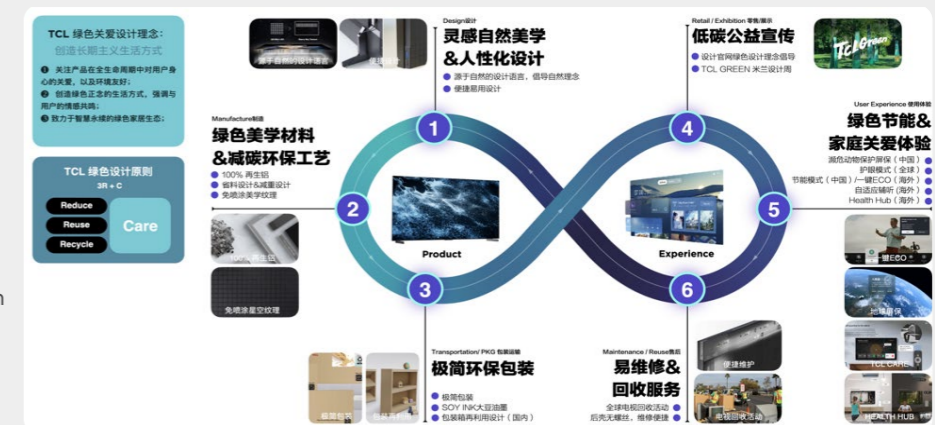 TCL 绿色关爱设计理念：
创造长期主义生活方式
❶ 关注产品在全生命周期中对用户身
心的关爱，以及环境友好；
❷ 创造绿色正念的生活方式，强调与
用户的情感共鸣；
❸ 致力于智慧永续的绿色家居生态；
TCL 绿色设计原则
3R + C
Reduce
Reuse
Recycle
Care
源于自然的设计语言
便捷设计
Design设计
灵感自然美学
&人性化设计
源于自然的设计语言，倡导自然理念
便捷易用设计
Retail / Exhibition 零售/展示
低碳公益宣传
设计官网绿色设计理念倡导
TCL GREEN 米兰设计周
TCL Green
Manufacture制造
绿色美学材料
&减碳环保工艺
100% 再生铝
省料设计&减重设计
免喷涂美学纹理
100% 再生铝
免喷涂星空纹理
User Experience 使用体验
绿色节能&
家庭关爱体验
濒危动物保护屏保（中国）
护眼模式（全球）
节能模式（中国）/一键ECO（海外）
自适应辅听（海外）
Health Hub（海外）
一键ECO
地球屏保
TCL CARE
HEALTH HUB
1
2
3
4
5
6
Product
Experience
Transportation/ PKG 包装运输
极简环保包装
极简包装
SOY INK大豆油墨
包装箱再利用设计（国内）
极简包装
包装再利用
Maintenance / Reuse售后
易维修&
回收服务
全球电视回收活动
后壳无螺丝，维修便捷
便捷维护
电视回收活动